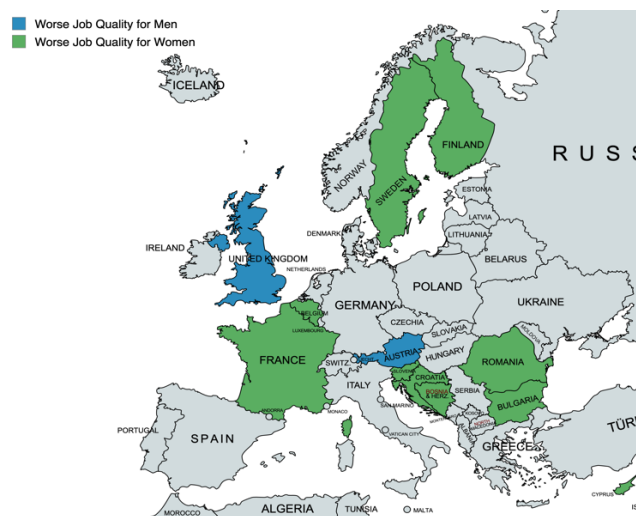 Worse Job Quality for Men
Worse Job Quality for Women
ICELAND
FINLAND
RUSS
NORWAY
SWEDEN
ESTONIA
LATVIA
DENMARK
LITHUANIA
IRELAND
UNITED KINGDOM
BELARUS
NETHERLANDS
POLAND
GERMANY
BELGIUM
UKRAINE
LUXEMBOURG
CZECHIA
SLOVAKIA
MOLDOVA
FRANCE
SWITZ.
AUSTRIA
HUNGARY
ROMANIA
SLOVENIA
CROATIA
ITALY
BOSNIA
& HERZ.
SERBIA
SAN MARINO
BULGARIA
ANDORRA
MONACO
KOSOVO
PORTUGAL
SPAIN
VATICAN CITY
ALBANIA
GREECE
TÜR
CYPRUS
MOROCCO
ALGERIA
TUNISIA
MALTA
IS